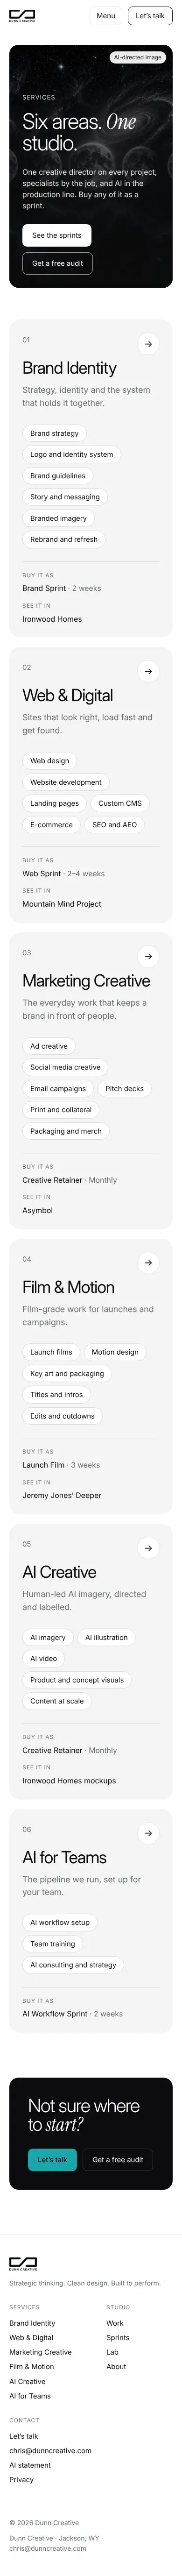 DUNN CREATIVE
Menu
Let's talk
AI-directed image
SERVICES
Six areas. One
studio.
One creative director on every project,
specialists by the job, and AI in the
production line. Buy any of it as a
sprint.
See the sprints
Get a free audit
01
→
Brand Identity
Strategy, identity and the system
that holds it together.
Brand strategy
Logo and identity system
Brand guidelines
Story and messaging
Branded imagery
Rebrand and refresh
BUY IT AS
Brand Sprint · 2 weeks
SEE IT IN
Ironwood Homes
02
→
Web & Digital
Sites that look right, load fast and
get found.
Web design
Website development
Landing pages
Custom CMS
E-commerce
SEO and AEO
BUY IT AS
Web Sprint · 2–4 weeks
SEE IT IN
Mountain Mind Project
03
→
Marketing Creative
The everyday work that keeps a
brand in front of people.
Ad creative
Social media creative
Email campaigns
Pitch decks
Print and collateral
Packaging and merch
BUY IT AS
Creative Retainer · Monthly
SEE IT IN
Asymbol
04
→
Film & Motion
Film-grade work for launches and
campaigns.
Launch films
Motion design
Key art and packaging
Titles and intros
Edits and cutdowns
BUY IT AS
Launch Film · 3 weeks
SEE IT IN
Jeremy Jones' Deeper
05
→
AI Creative
Human-led AI imagery, directed
and labelled.
AI imagery
AI illustration
AI video
Product and concept visuals
Content at scale
BUY IT AS
Creative Retainer · Monthly
SEE IT IN
Ironwood Homes mockups
06
→
AI for Teams
The pipeline we run, set up for
your team.
AI workflow setup
Team training
AI consulting and strategy
BUY IT AS
AI Workflow Sprint · 2 weeks
Not sure where
to start?
Let's talk
Get a free audit
DUNN CREATIVE
Strategic thinking. Clean design. Built to perform.
SERVICES
Brand Identity
Web & Digital
Marketing Creative
Film & Motion
AI Creative
AI for Teams
STUDIO
Work
Sprints
Lab
About
CONTACT
Let's talk
chris@dunncreative.com
AI statement
Privacy
© 2026 Dunn Creative
Dunn Creative · Jackson, WY ·
chris@dunncreative.com